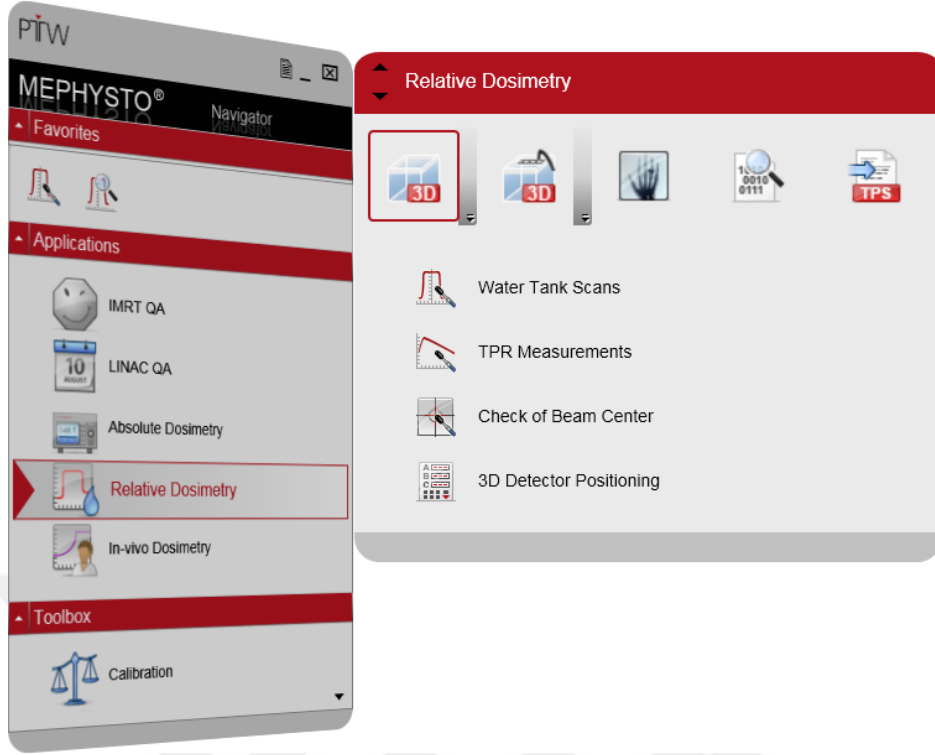 PTW
MEPHYSTO®
Navigator
Favorites
Applications
IMRT QA
10
AUGUST
LINAC QA
Absolute Dosimetry
Relative Dosimetry
In-vivo Dosimetry
Toolbox
Calibration
Relative Dosimetry
3D
3D
0010
0111
TPS
Water Tank Scans
TPR Measurements
Check of Beam Center
A
B
C
3D Detector Positioning